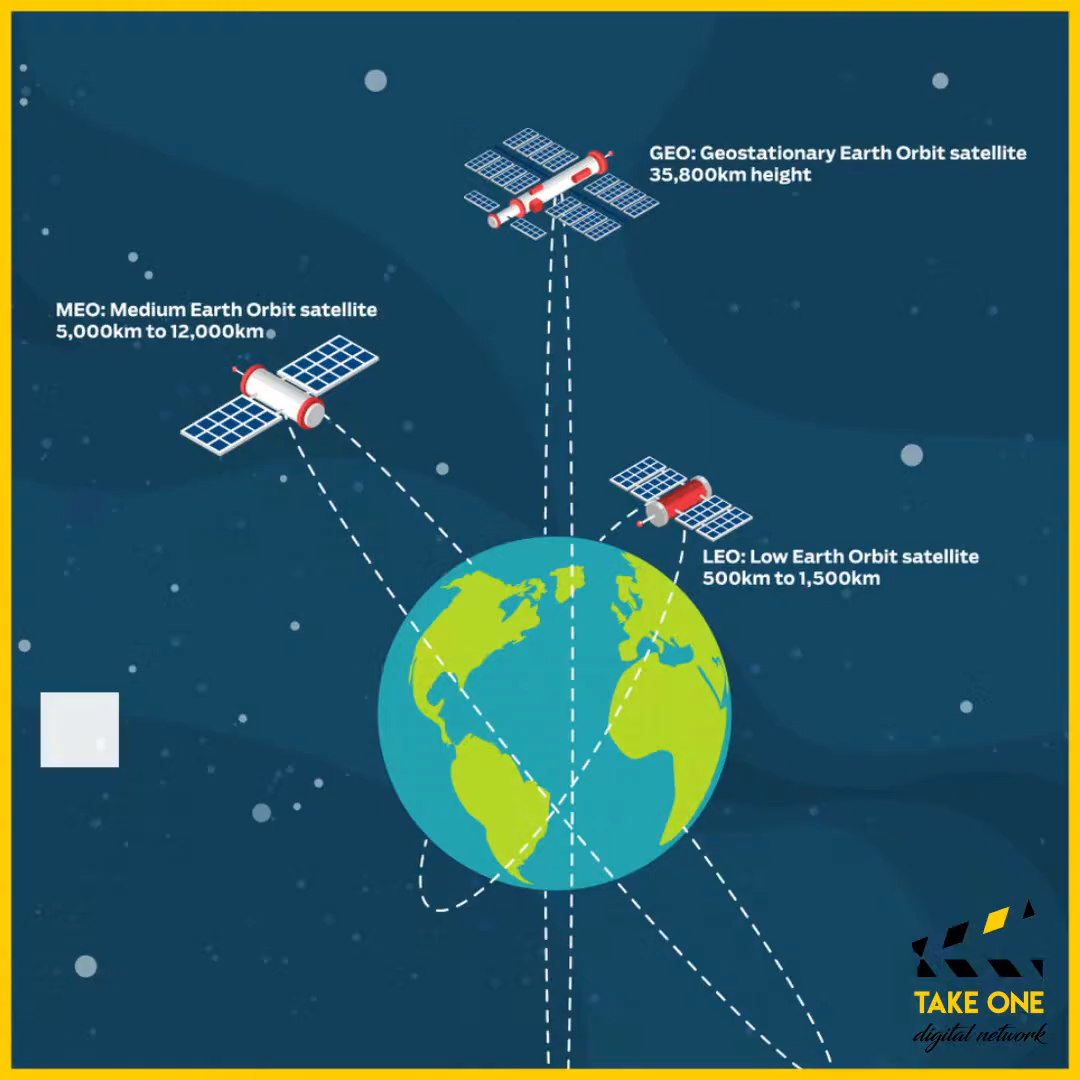 GEO: Geostationary Earth Orbit satellite
35,800km height
MEO: Medium Earth Orbit satellite
5,000km to 12,000km
LEO: Low Earth Orbit satellite
500km to 1,500km
TAKE ONE
digital network